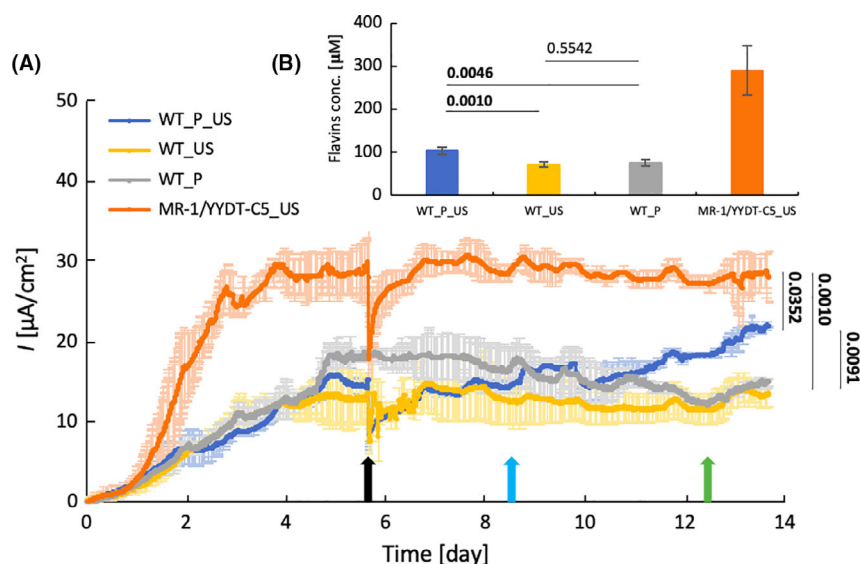 (A)
I [µA/cm²]
50
40
30
20
10
0
WT_P_US
WT_US
WT_P
MR-1/YYDT-C5_US
0 2 4 6 8 10 12 14
Time [day]
0.0352
0.0010
0.0091
(B)
Flavins conc. [µM]
400
300
200
100
0
0.5542
0.0046
0.0010
WT_P_US WT_US WT_P MR-1/YYDT-C5_US